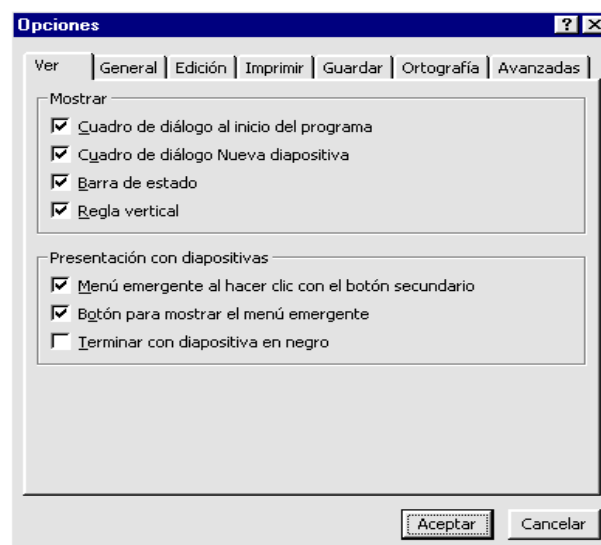 Opciones
Ver General Edición Imprimir Guardar Ortografía Avanzadas
Mostrar
Cuadro de diálogo al inicio del programa
Cuadro de diálogo Nueva diapositiva
Barra de estado
Regla vertical
Presentación con diapositivas
Menú emergente al hacer clic con el botón secundario
Botón para mostrar el menú emergente
Terminar con diapositiva en negro
Aceptar Cancelar